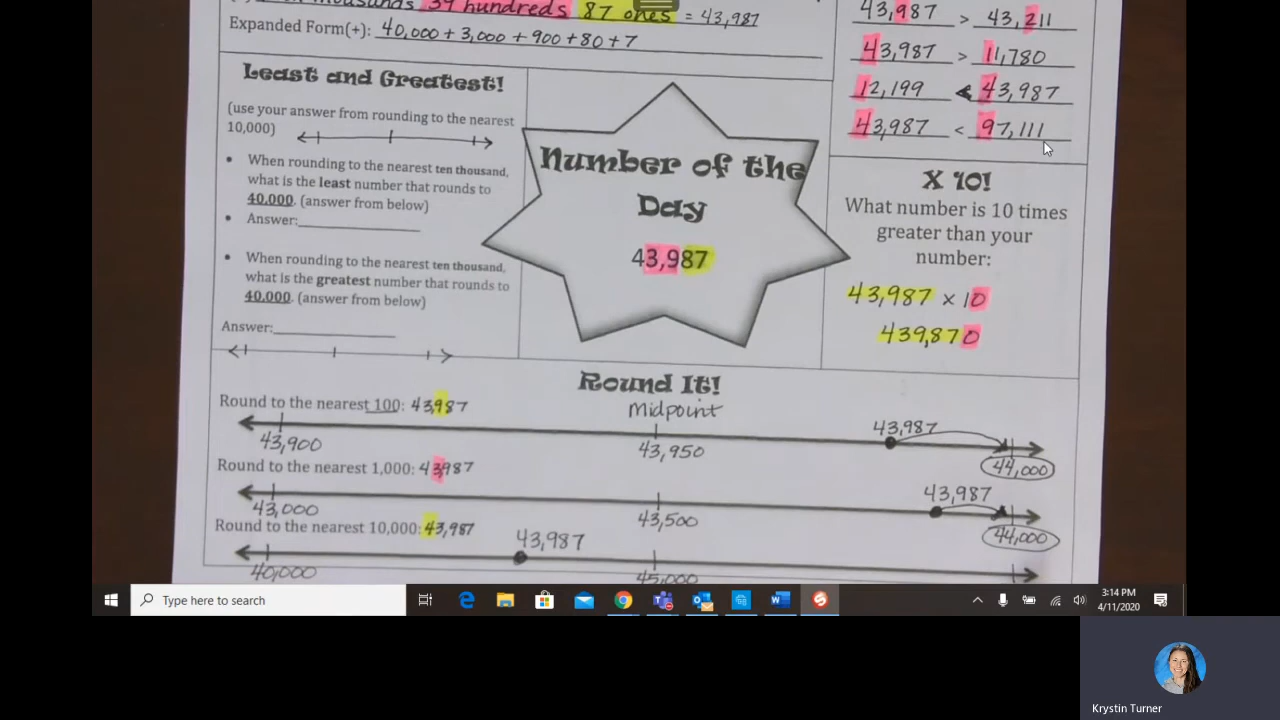 thousands 39 hundreds 87 ones = 43,987
Expanded Form(+): 40,000 + 3,000 + 900 + 80 + 7
43,987 > 43,211
43,987 > 11,780
12,199 < 43,987
43,987 < 97,111
Least and Greatest!
(use your answer from rounding to the nearest
10,000)
• When rounding to the nearest ten thousand,
what is the least number that rounds to
40,000. (answer from below)
• Answer:
• When rounding to the nearest ten thousand,
what is the greatest number that rounds to
40,000. (answer from below)
Answer:
Number of the
Day
43,987
X 10!
What number is 10 times
greater than your
number:
43,987 x 10
439,870
Round It!
Round to the nearest 100: 43,987
Midpoint
43,987
43,900
43,950
44,000
Round to the nearest 1,000: 43,987
43,987
43,000
43,500
44,000
Round to the nearest 10,000: 43,987
43,987
40,000
45,000
Type here to search
3:14 PM
4/11/2020
Krystin Turner